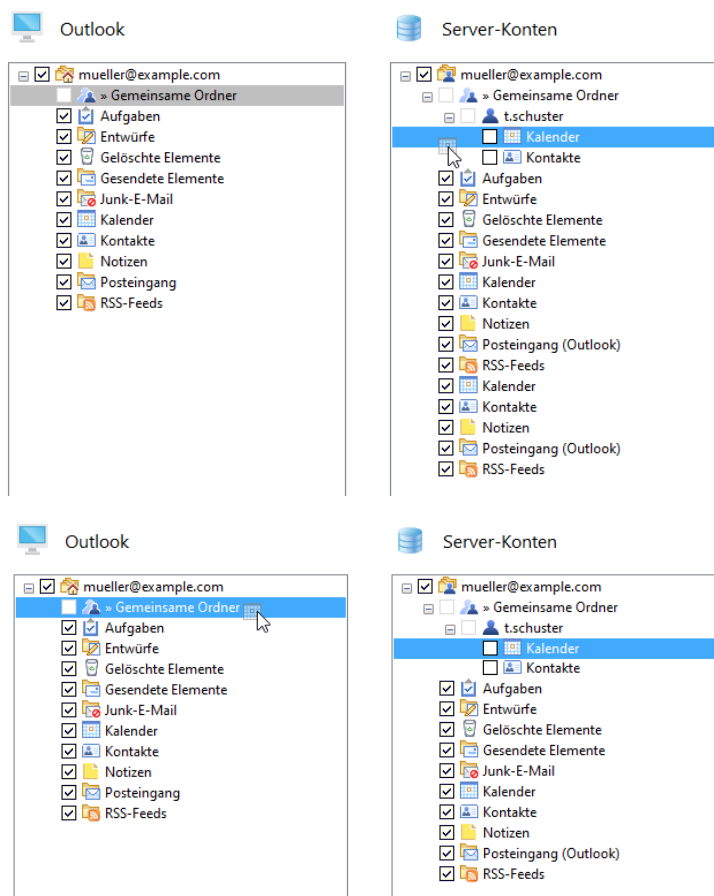 Outlook
mueller@example.com
» Gemeinsame Ordner
Aufgaben
Entwürfe
Gelöschte Elemente
Gesendete Elemente
Junk-E-Mail
Kalender
Kontakte
Notizen
Posteingang
RSS-Feeds
Server-Konten
mueller@example.com
» Gemeinsame Ordner
t.schuster
Kalender
Kontakte
Aufgaben
Entwürfe
Gelöschte Elemente
Gesendete Elemente
Junk-E-Mail
Kalender
Kontakte
Notizen
Posteingang (Outlook)
RSS-Feeds
Kalender
Kontakte
Notizen
Posteingang (Outlook)
RSS-Feeds
Outlook
mueller@example.com
» Gemeinsame Ordner
Aufgaben
Entwürfe
Gelöschte Elemente
Gesendete Elemente
Junk-E-Mail
Kalender
Kontakte
Notizen
Posteingang
RSS-Feeds
Server-Konten
mueller@example.com
» Gemeinsame Ordner
t.schuster
Kalender
Kontakte
Aufgaben
Entwürfe
Gelöschte Elemente
Gesendete Elemente
Junk-E-Mail
Kalender
Kontakte
Notizen
Posteingang (Outlook)
RSS-Feeds